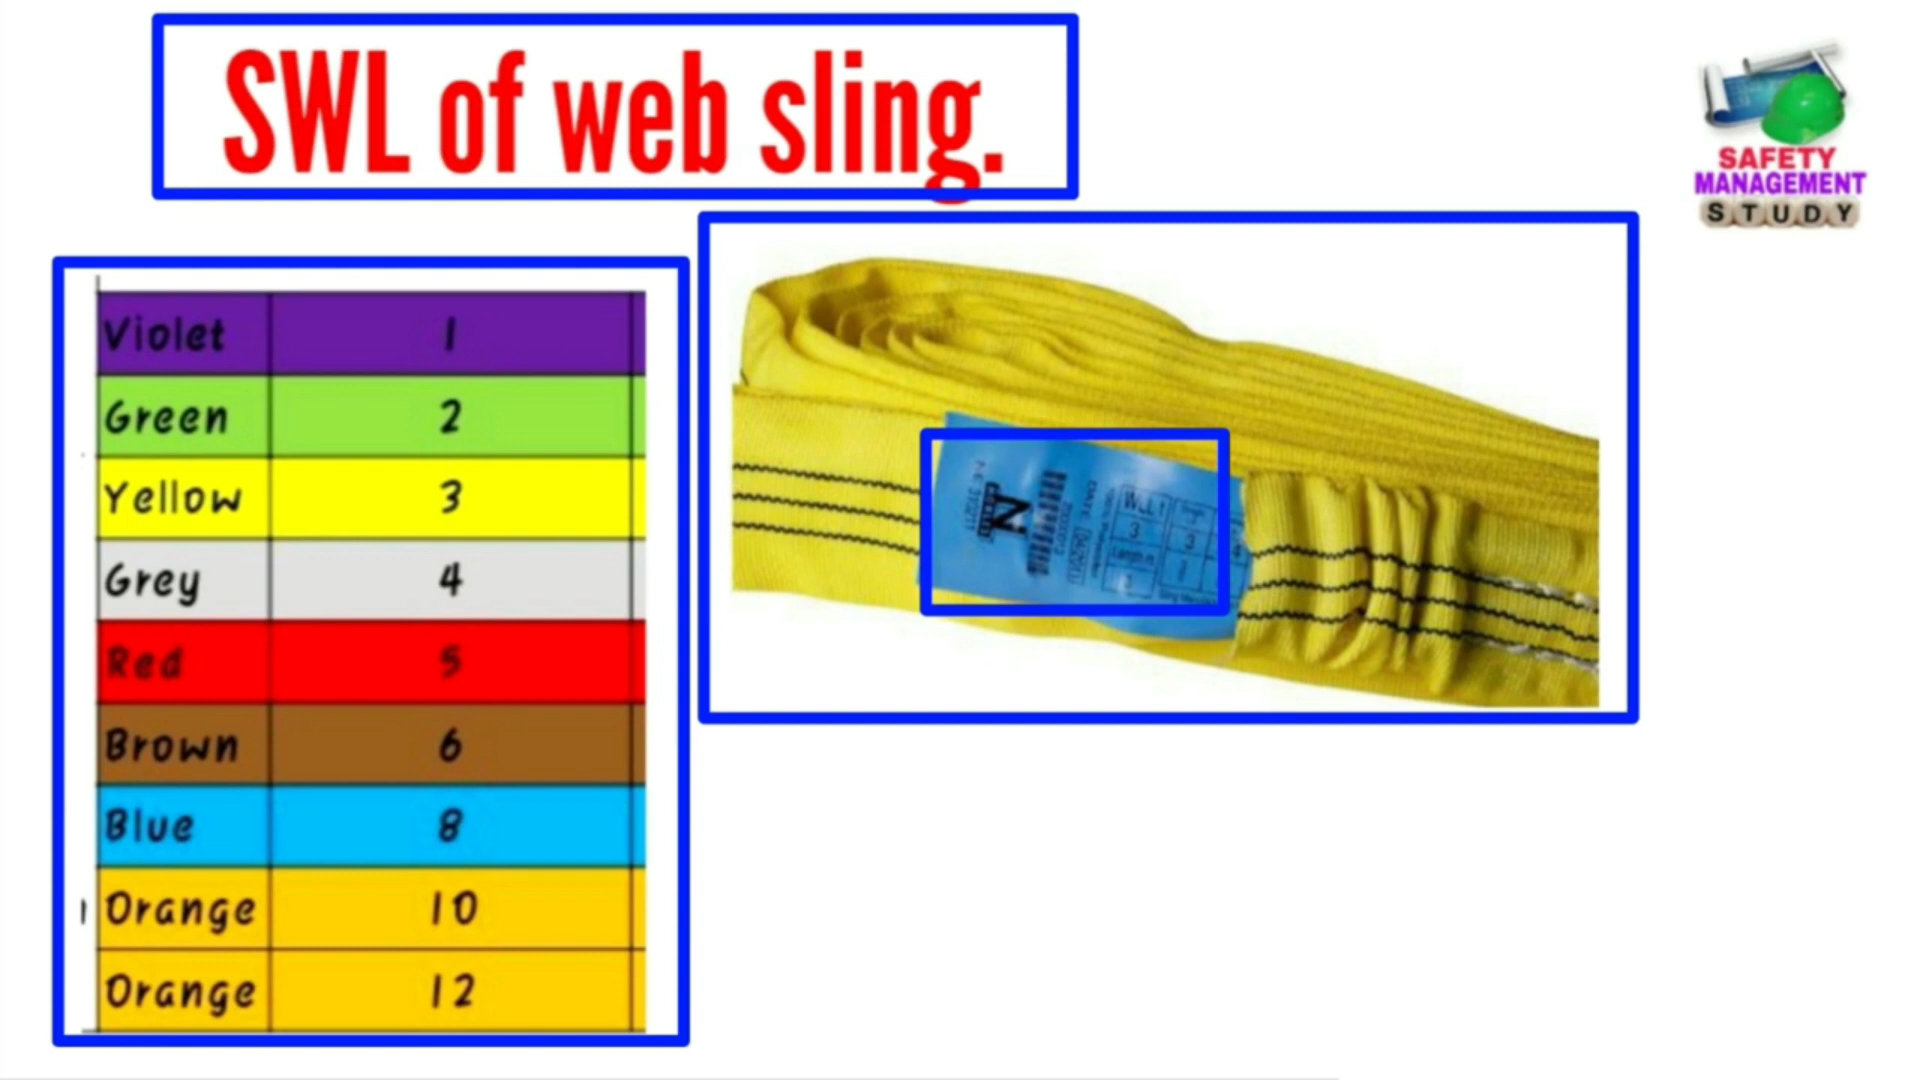 SWL of web sling.
SAFETY
MANAGEMENT
STUDY
Violet 1
Green 2
Yellow 3
Grey 4
Red 5
Brown 6
Blue 8
Orange 10
Orange 12
N
WLL t
3